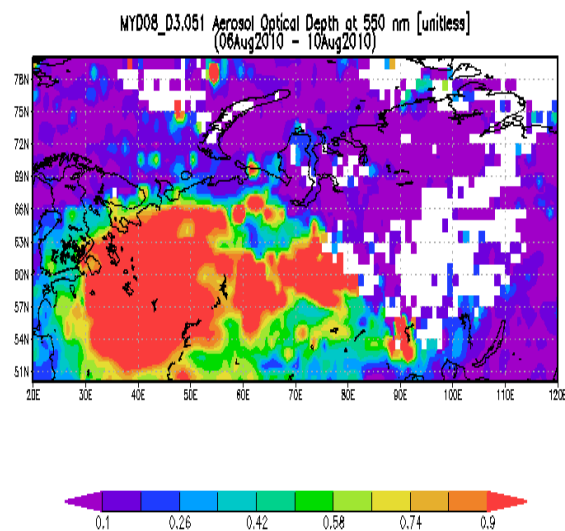 MYD08_D3.051 Aerosol Optical Depth at 550 nm [unitless]
(06Aug2010 - 10Aug2010)
78N
75N
72N
69N
66N
63N
60N
57N
54N
51N
20E 30E 40E 50E 60E 70E 80E 90E 100E 110E 120E
0.1 0.26 0.42 0.58 0.74 0.9